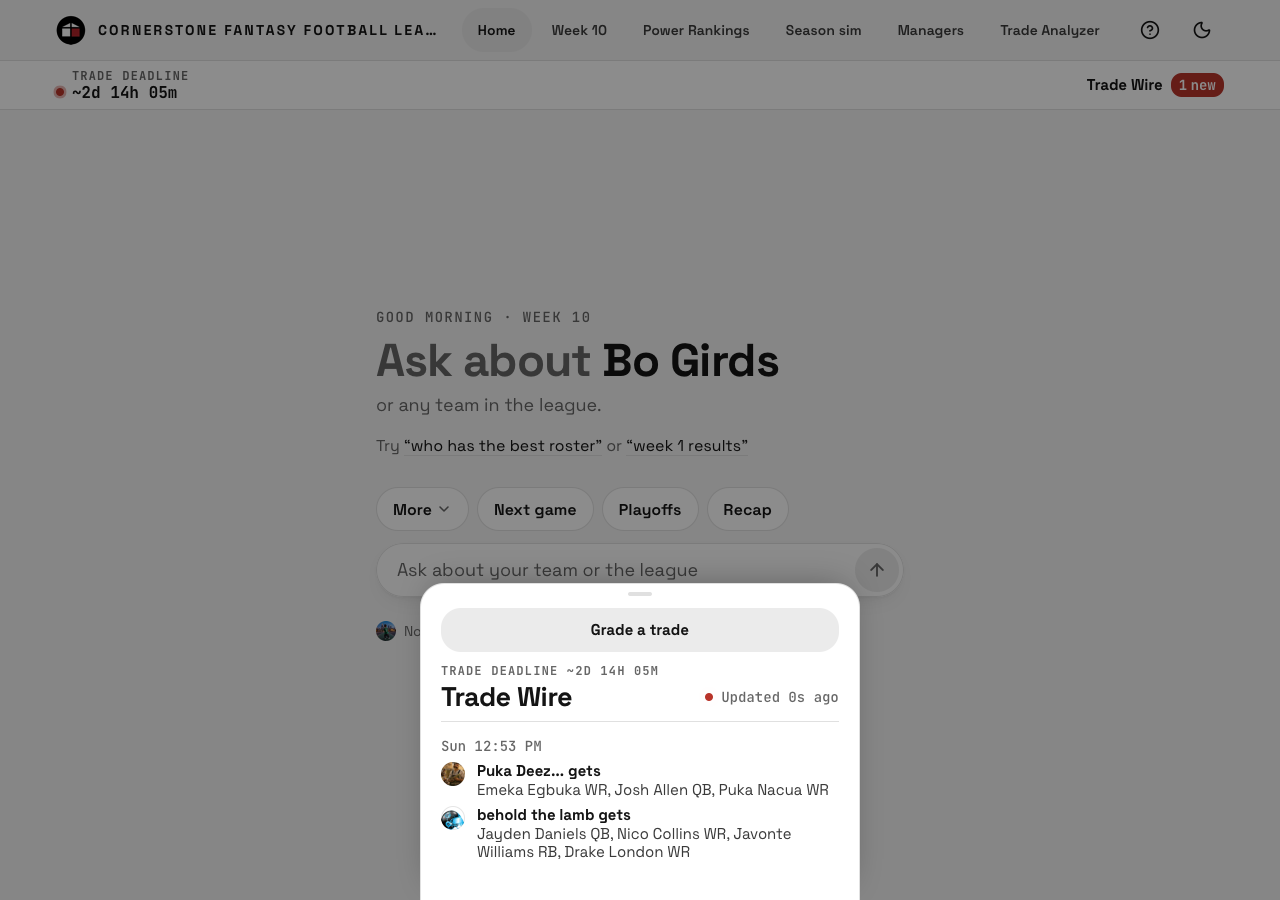 CORNERSTONE FANTASY FOOTBALL LEA...
Home
Week 10
Power Rankings
Season sim
Managers
Trade Analyzer
TRADE DEADLINE
~2d 14h 05m
Trade Wire
1 new
GOOD MORNING · WEEK 10
Ask about Bo Girds
or any team in the league.
Try “who has the best roster” or “week 1 results”
More
Next game
Playoffs
Recap
Ask about your team or the league
No
Grade a trade
TRADE DEADLINE ~2D 14H 05M
Trade Wire
Updated 0s ago
Sun 12:53 PM
Puka Deez... gets
Emeka Egbuka WR, Josh Allen QB, Puka Nacua WR
behold the lamb gets
Jayden Daniels QB, Nico Collins WR, Javonte
Williams RB, Drake London WR